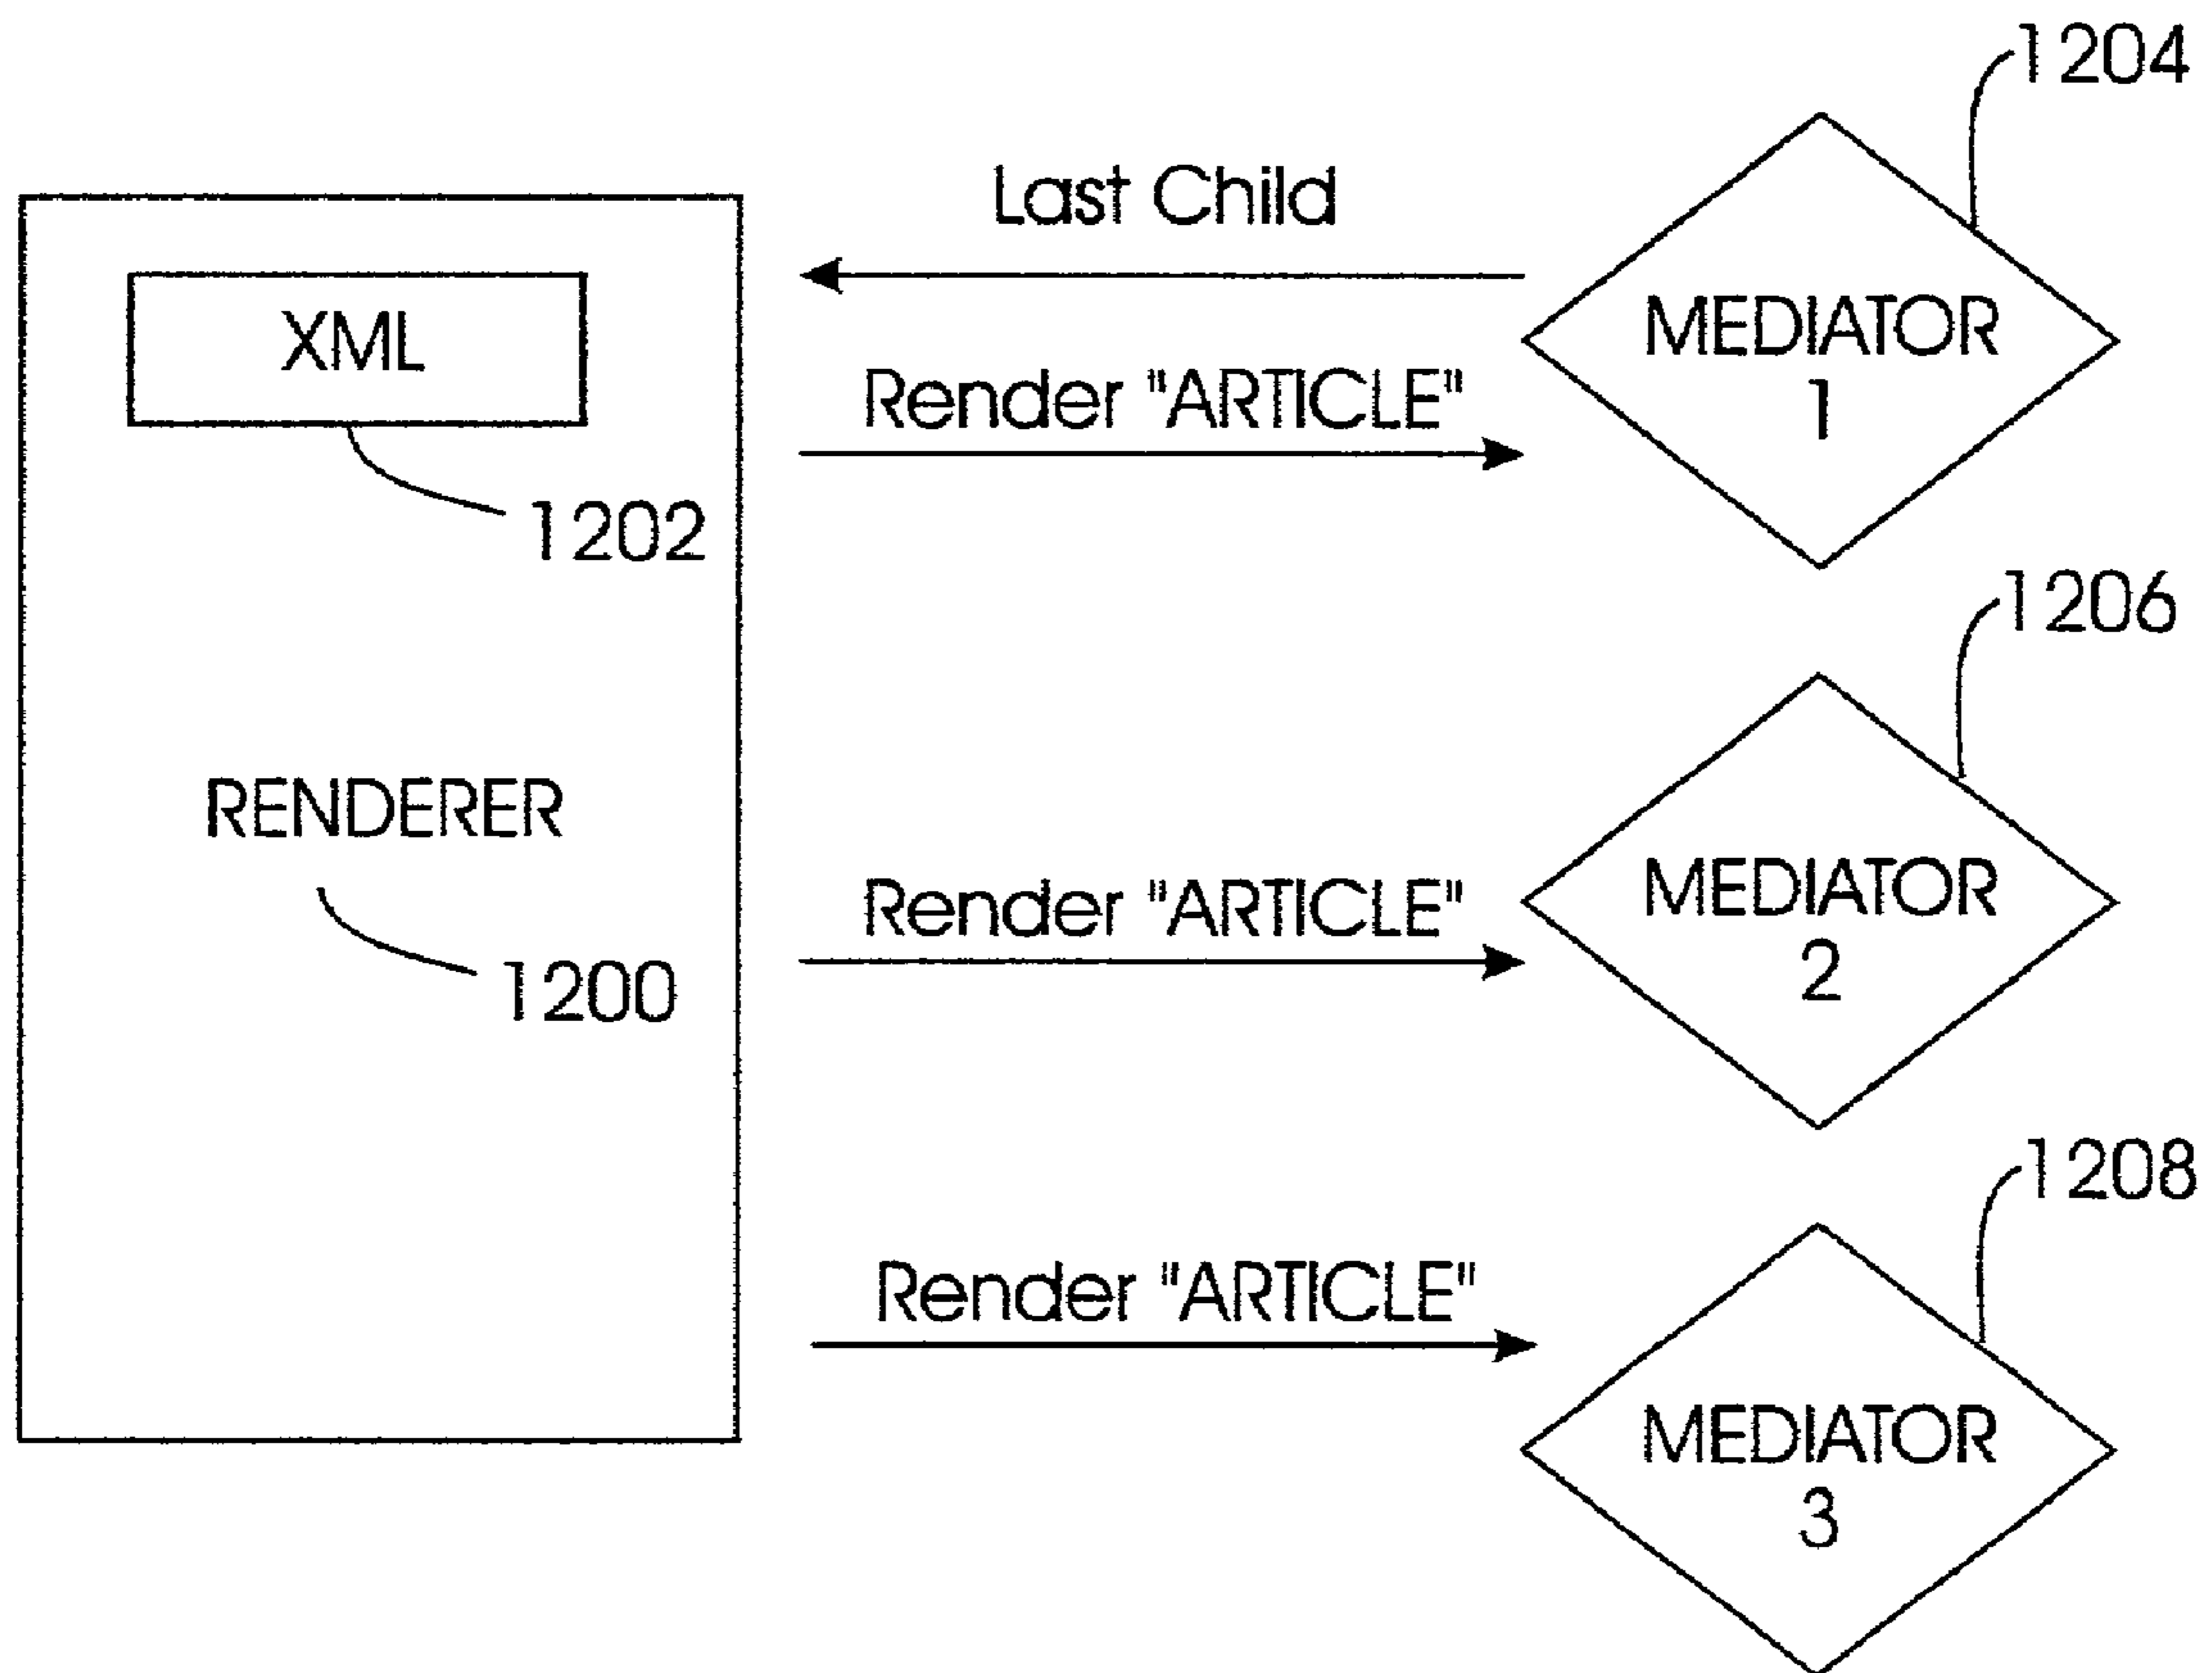 1204
Last Child
XML
MEDIATOR
1
Render "ARTICLE"
1202
1206
RENDERER
Render "ARTICLE"
MEDIATOR
2
1200
1208
Render "ARTICLE"
MEDIATOR
3